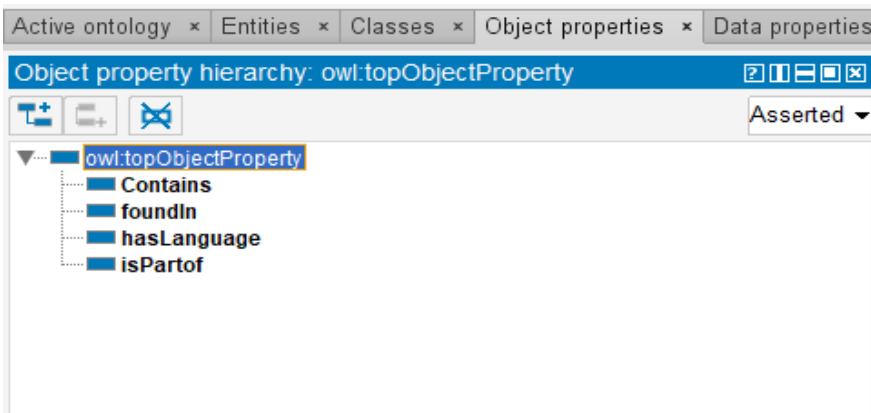 Active ontology × Entities × Classes × Object properties × Data properties
Object property hierarchy: owl:topObjectProperty
Asserted
owl:topObjectProperty
Contains
foundIn
hasLanguage
isPartof